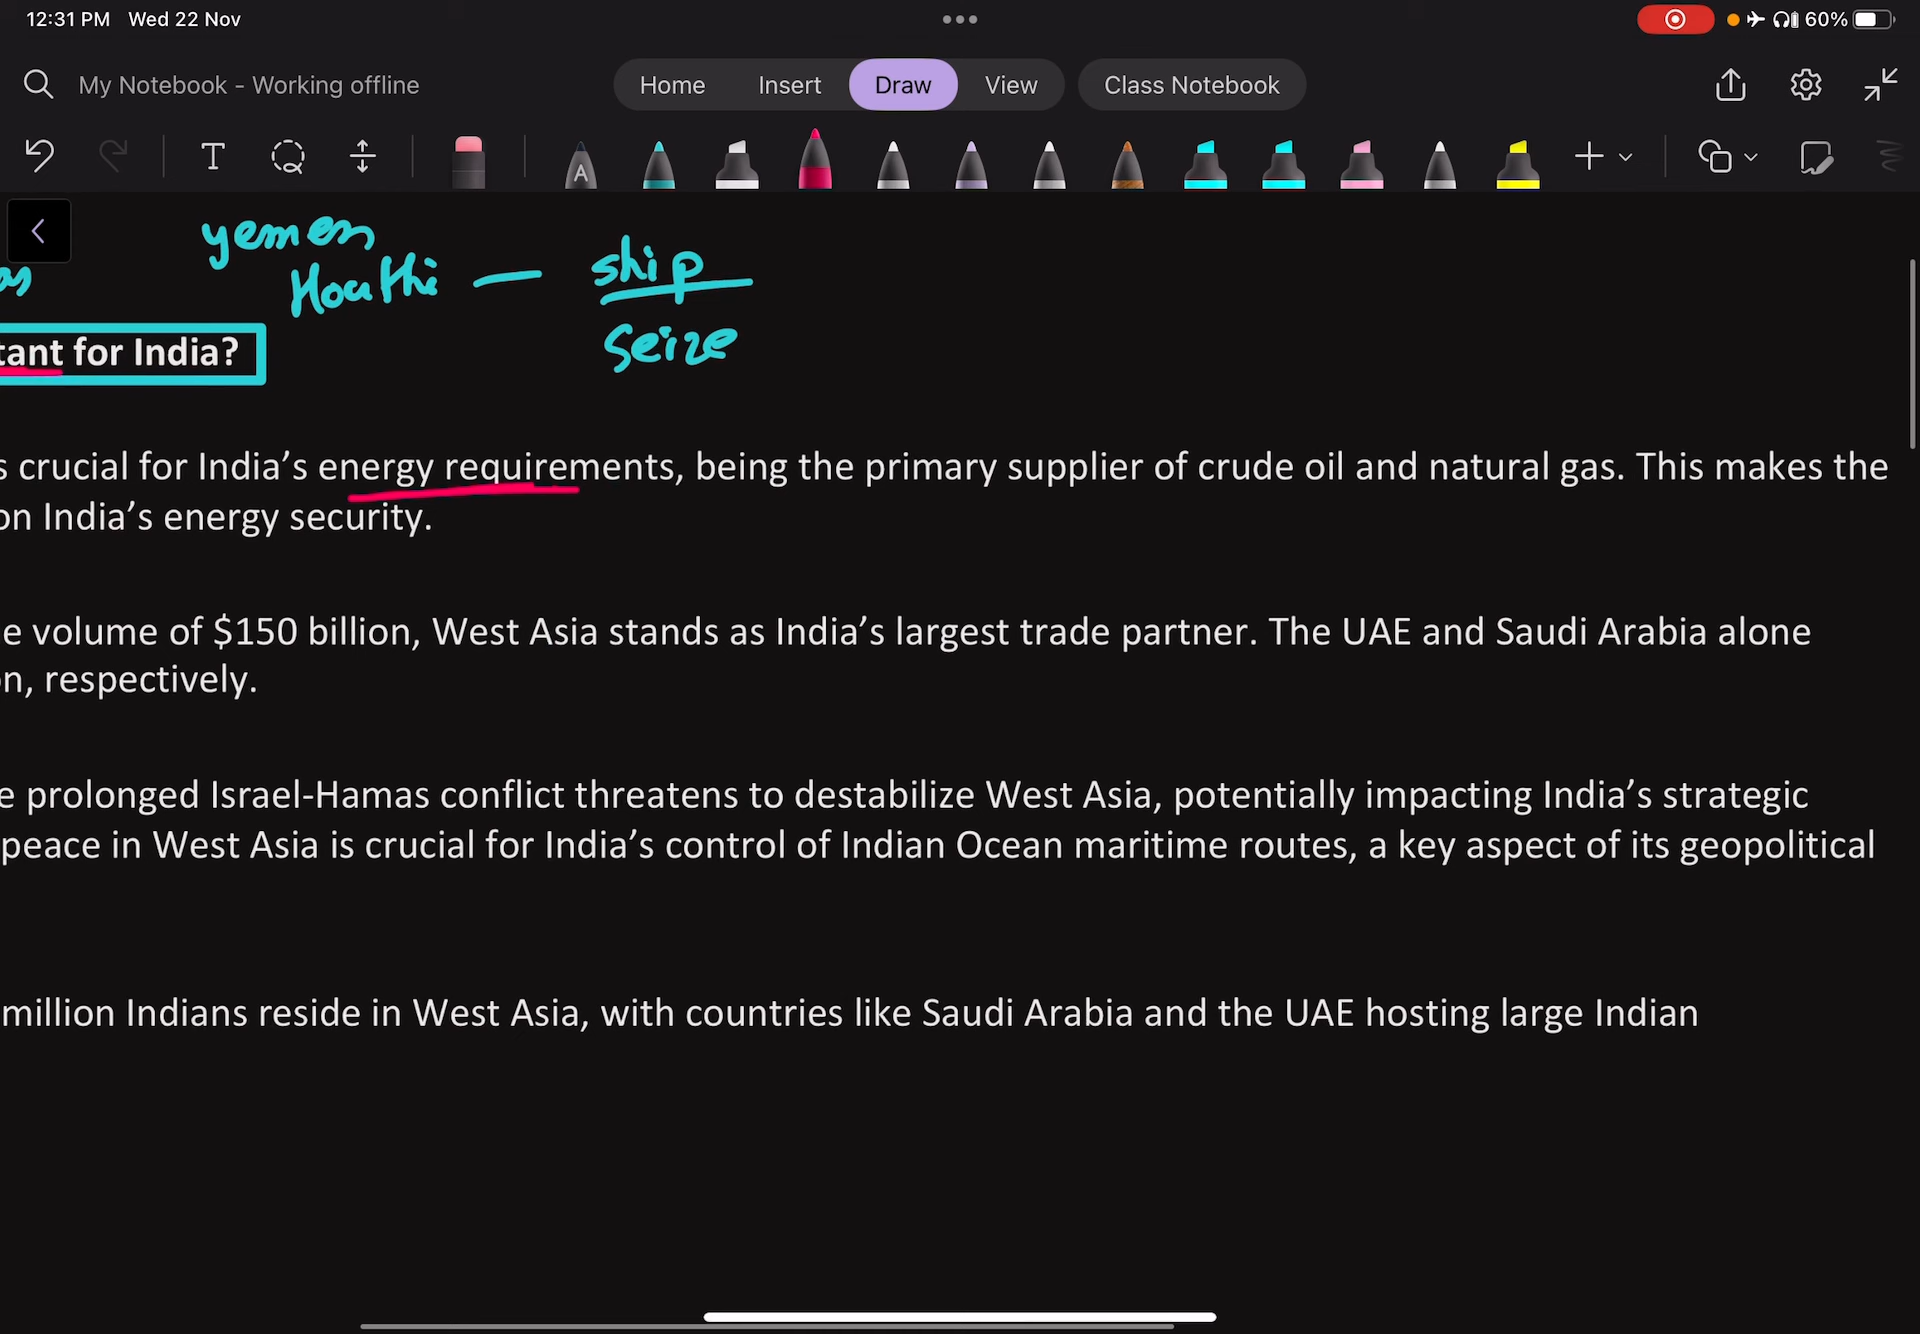 12:31 PM Wed 22 Nov
60%
My Notebook - Working offline
Home Insert Draw View Class Notebook
T
A
yemen
Houthi — ship
seize
tant for India?
s crucial for India’s energy requirements, being the primary supplier of crude oil and natural gas. This makes the
on India’s energy security.
e volume of $150 billion, West Asia stands as India’s largest trade partner. The UAE and Saudi Arabia alone
n, respectively.
e prolonged Israel-Hamas conflict threatens to destabilize West Asia, potentially impacting India’s strategic
peace in West Asia is crucial for India’s control of Indian Ocean maritime routes, a key aspect of its geopolitical
million Indians reside in West Asia, with countries like Saudi Arabia and the UAE hosting large Indian